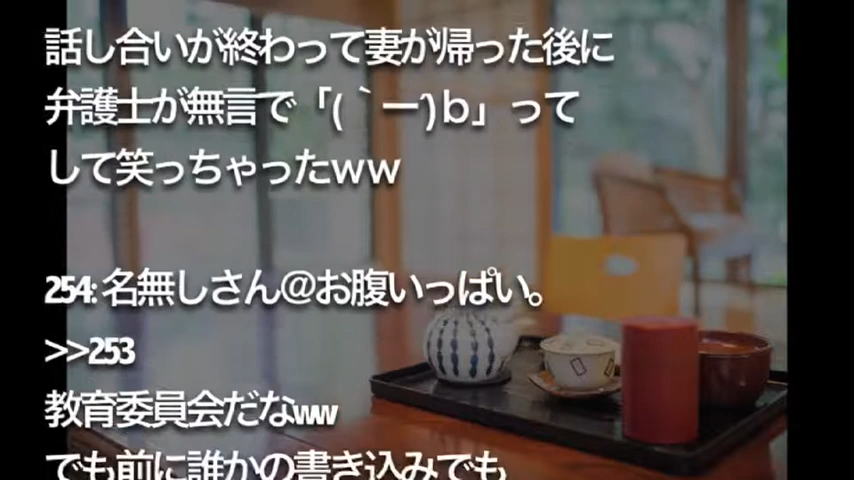 話し合いが終わって妻が帰った後に
弁護士が無言で「(｀ー´)ｂ」って
して笑っちゃったｗｗ
254: 名無しさん＠お腹いっぱい。
>>253
教育委員会だなww
でも前に誰かの書き込みでも